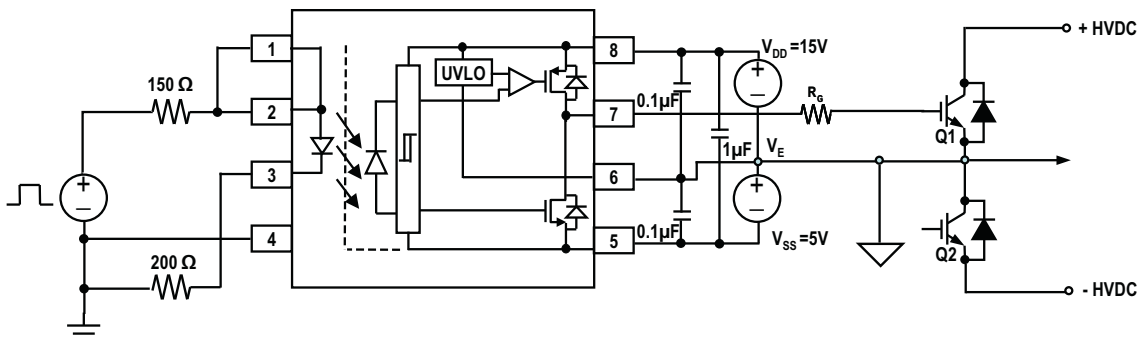 + HVDC
1
8
V_DD =15V
UVLO
150 Ω
+
—
R_G
0.1µF
2
7
Q1
1µF
V_E
3
6
+
—
+
—
4
5
0.1µF
V_SS =5V
Q2
200 Ω
- HVDC